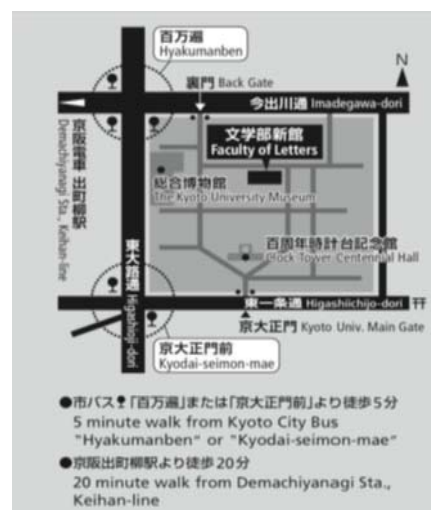 百万遍
Hyakumanben
N
裏門 Back Gate
今出川通 Imadegawa-dori
文学部新館
Faculty of Letters
京阪電車 出町柳駅
Demachiyanagi Sta., Keihan-line
総合博物館
The Kyoto University Museum
百周年時計台記念館
Clock Tower Centennial Hall
東大路通 Higashioji-dori
東一条通 Higashiichijo-dori
京大正門 Kyoto Univ. Main Gate
京大正門前
Kyodai-seimon-mae
●市バス「百万遍」または「京大正門前」より徒歩5分
5 minute walk from Kyoto City Bus
"Hyakumanben" or "Kyodai-seimon-mae"
●京阪出町柳駅より徒歩20分
20 minute walk from Demachiyanagi Sta.,
Keihan-line